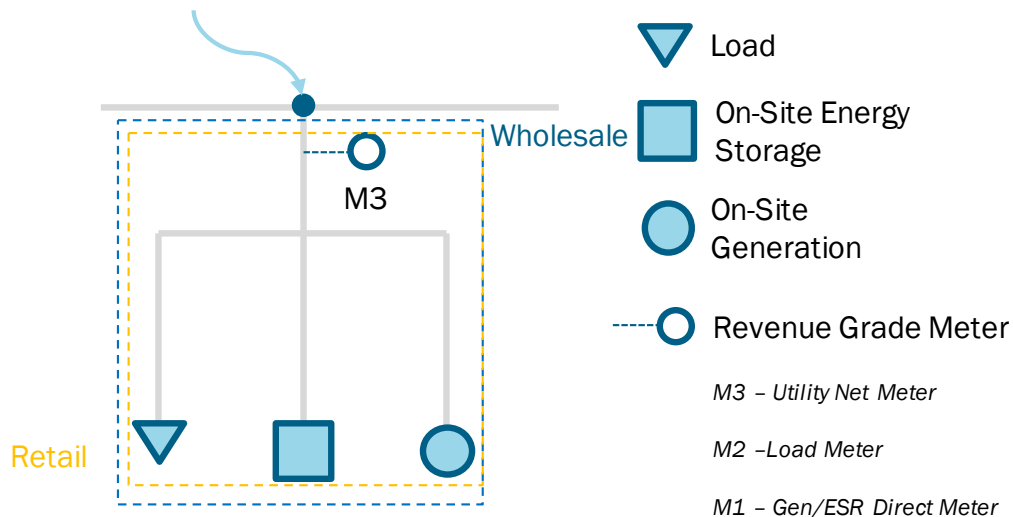 Wholesale
M3
Retail
Load
On-Site Energy
Storage
On-Site
Generation
Revenue Grade Meter
M3 – Utility Net Meter
M2 –Load Meter
M1 – Gen/ESR Direct Meter